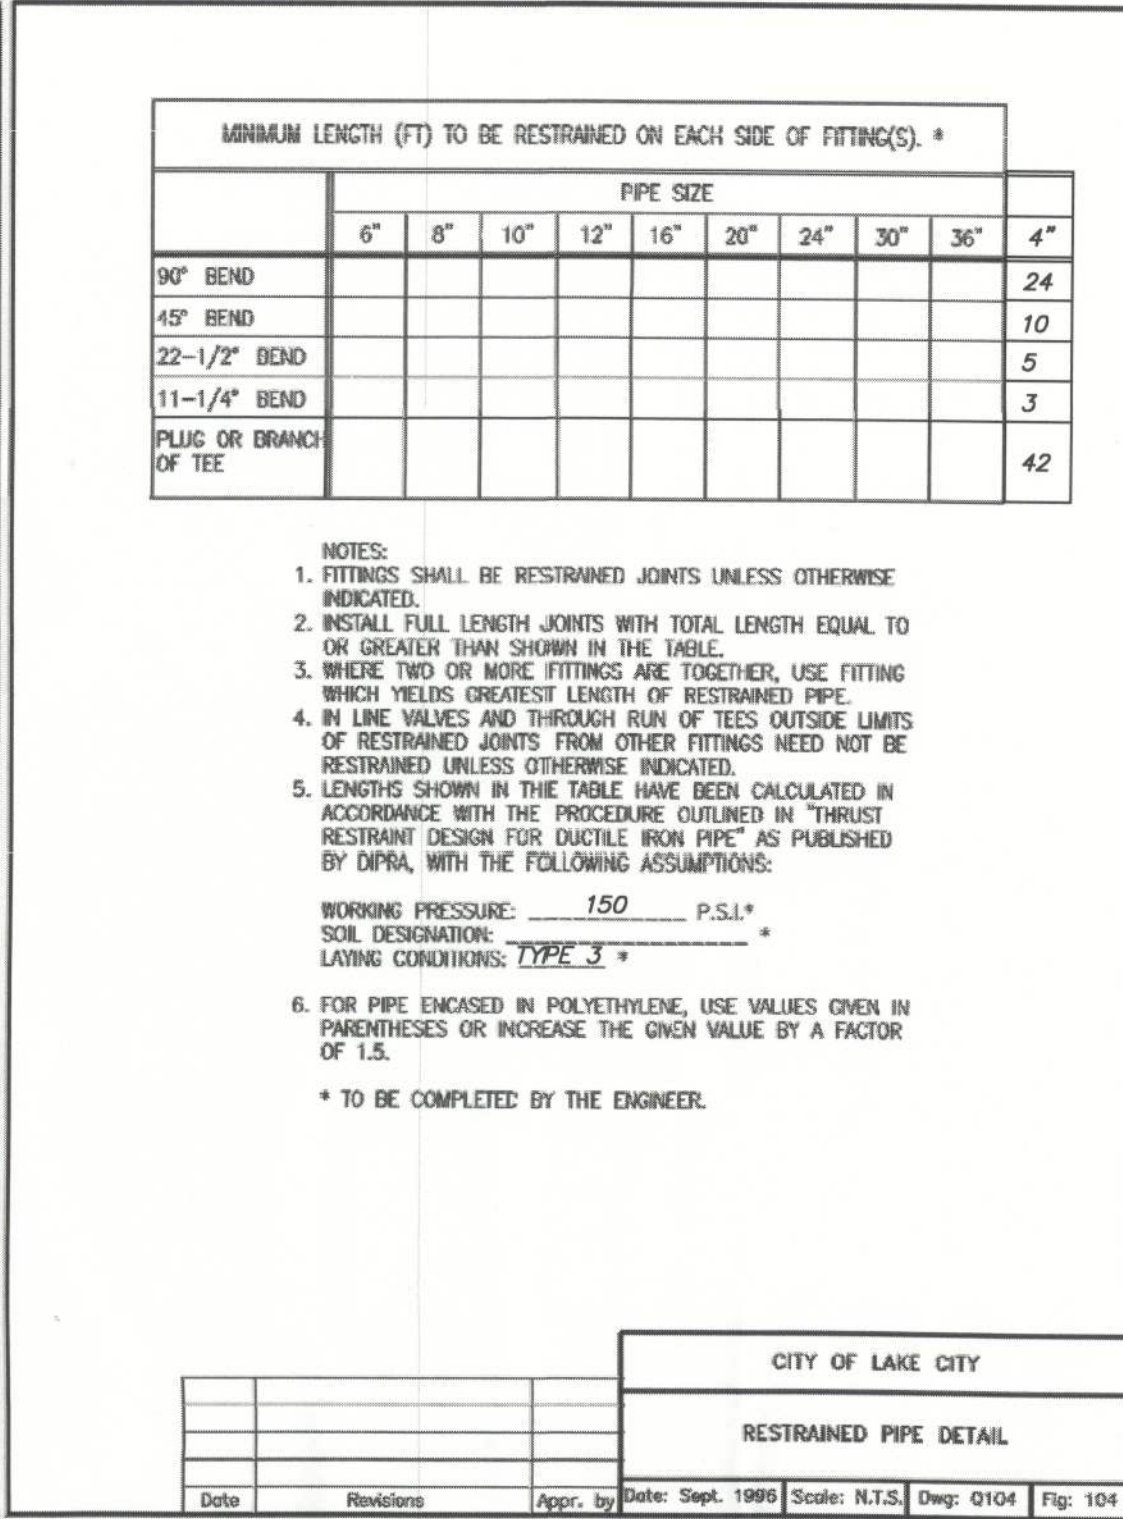 MINIMUM LENGTH (FT) TO BE RESTRAINED ON EACH SIDE OF FITTING(S). *
PIPE SIZE
6" 8" 10" 12" 16" 20" 24" 30" 36" 4"
90° BEND 24
45° BEND 10
22-1/2° BEND 5
11-1/4° BEND 3
PLUG OR BRANCH
OF TEE 42
NOTES:
1. FITTINGS SHALL BE RESTRAINED JOINTS UNLESS OTHERWISE
INDICATED.
2. INSTALL FULL LENGTH JOINTS WITH TOTAL LENGTH EQUAL TO
OR GREATER THAN SHOWN IN THE TABLE.
3. WHERE TWO OR MORE FITTINGS ARE TOGETHER, USE FITTING
WHICH YIELDS GREATEST LENGTH OF RESTRAINED PIPE.
4. IN LINE VALVES AND THROUGH RUN OF TEES OUTSIDE LIMITS
OF RESTRAINED JOINTS FROM OTHER FITTINGS NEED NOT BE
RESTRAINED UNLESS OTHERWISE INDICATED.
5. LENGTHS SHOWN IN THE TABLE HAVE BEEN CALCULATED IN
ACCORDANCE WITH THE PROCEDURE OUTLINED IN "THRUST
RESTRAINT DESIGN FOR DUCTILE IRON PIPE" AS PUBLISHED
BY DIPRA, WITH THE FOLLOWING ASSUMPTIONS:
WORKING PRESSURE: 150 P.S.I.*
SOIL DESIGNATION: ____________________ *
LAYING CONDITIONS: TYPE 3 *
6. FOR PIPE ENCASED IN POLYETHYLENE, USE VALUES GIVEN IN
PARENTHESES OR INCREASE THE GIVEN VALUE BY A FACTOR
OF 1.5.
* TO BE COMPLETED BY THE ENGINEER.
CITY OF LAKE CITY
RESTRAINED PIPE DETAIL
Date Revisions Appr. by Date: Sept. 1996 Scale: N.T.S. Dwg: Q104 Fig: 104